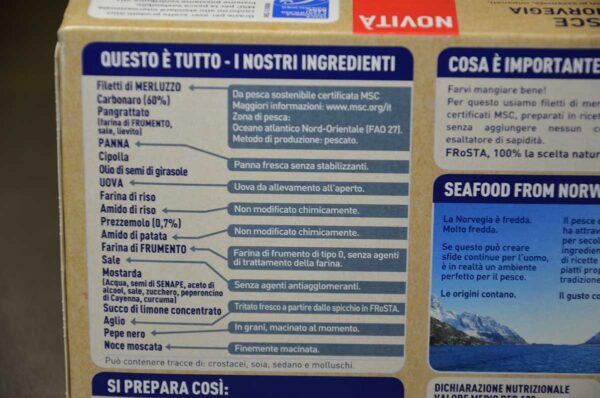 NOVITÀ
QUESTO È TUTTO - I NOSTRI INGREDIENTI
Filetti di MERLUZZO
Carbonaro (60%)
Pangrattato
(farina di FRUMENTO,
sale, lievito)
PANNA
Cipolla
Olio di semi di girasole
UOVA
Farina di riso
Amido di riso
Prezzemolo (0,7%)
Amido di patata
Farina di FRUMENTO
Sale
Mostarda
(Acqua, semi di SENAPE, aceto di
alcool, sale, zucchero, peperoncino
di Cayenna, curcuma)
Succo di limone concentrato
Aglio
Pepe nero
Noce moscata
Da pesca sostenibile certificata MSC
Maggiori informazioni: www.msc.org/it
Zona di pesca:
Oceano atlantico Nord-Orientale (FAO 27).
Metodo di produzione: pescato.
Panna fresca senza stabilizzanti.
Uova da allevamento all'aperto.
Non modificato chimicamente.
Non modificato chimicamente.
Farina di frumento di tipo 0, senza agenti
di trattamento della farina.
Senza agenti antiagglomeranti.
Tritato fresco a partire dallo spicchio in FRoSTA.
In grani, macinato al momento.
Finemente macinata.
Può contenere tracce di: crostacei, soia, sedano e molluschi.
SI PREPARA COSÌ:
COSA È IMPORTANTE
Farvi mangiare bene!
Per questo usiamo filetti di
certificati MSC, preparati in
senza aggiungere nessun
esaltatore di sapidità.
FRoSTA, 100% la scelta
SEAFOOD FROM
La Norvegia è fredda.
Molto fredda.
Se questo può creare
sfide continue per l'uomo,
è in realtà un ambiente
perfetto per il pesce.
Le origini contano.
Il pesce
ha
per
di ricette
piatti
Il gusto
DICHIARAZIONE NUTRIZIONALE